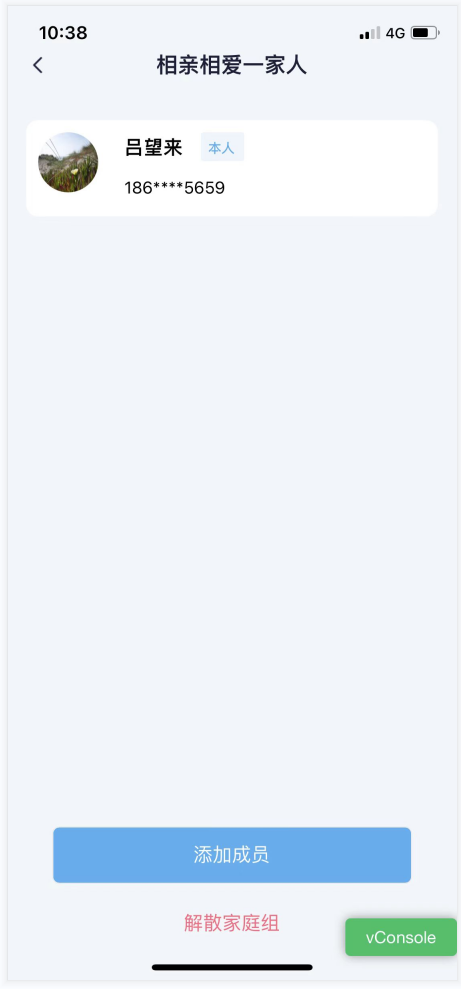 10:38
4G
相亲相爱一家人
吕望来 本人
186****5659
添加成员
解散家庭组
vConsole